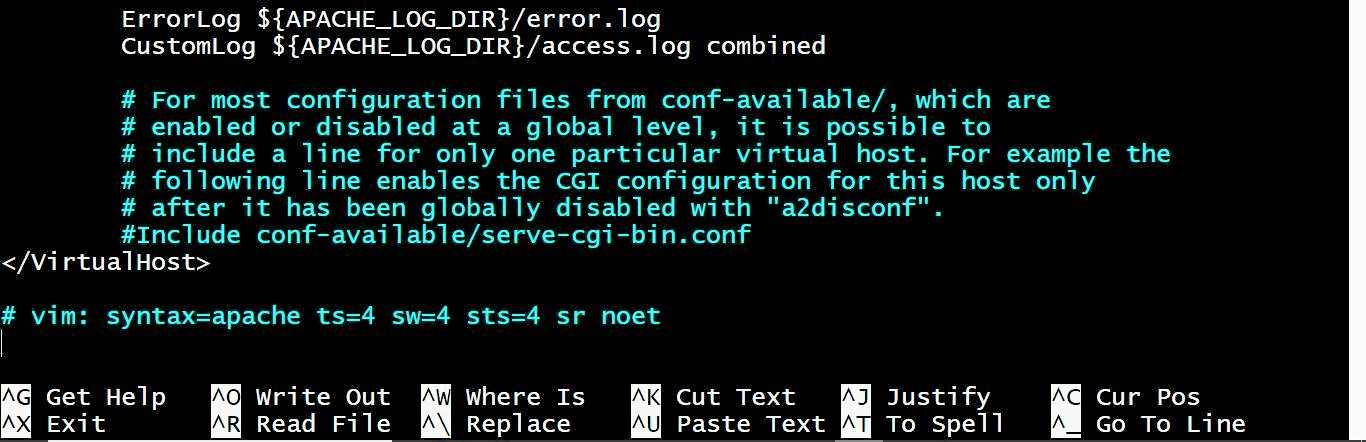 ErrorLog ${APACHE_LOG_DIR}/error.log
CustomLog ${APACHE_LOG_DIR}/access.log combined
# For most configuration files from conf-available/, which are
# enabled or disabled at a global level, it is possible to
# include a line for only one particular virtual host. For example the
# following line enables the CGI configuration for this host only
# after it has been globally disabled with "a2disconf".
#Include conf-available/serve-cgi-bin.conf
</VirtualHost>
# vim: syntax=apache ts=4 sw=4 sts=4 sr noet
^G Get Help ^O Write Out ^W Where Is ^K Cut Text ^J Justify ^C Cur Pos
^X Exit ^R Read File ^\ Replace ^U Paste Text ^T To Spell ^_ Go To Line